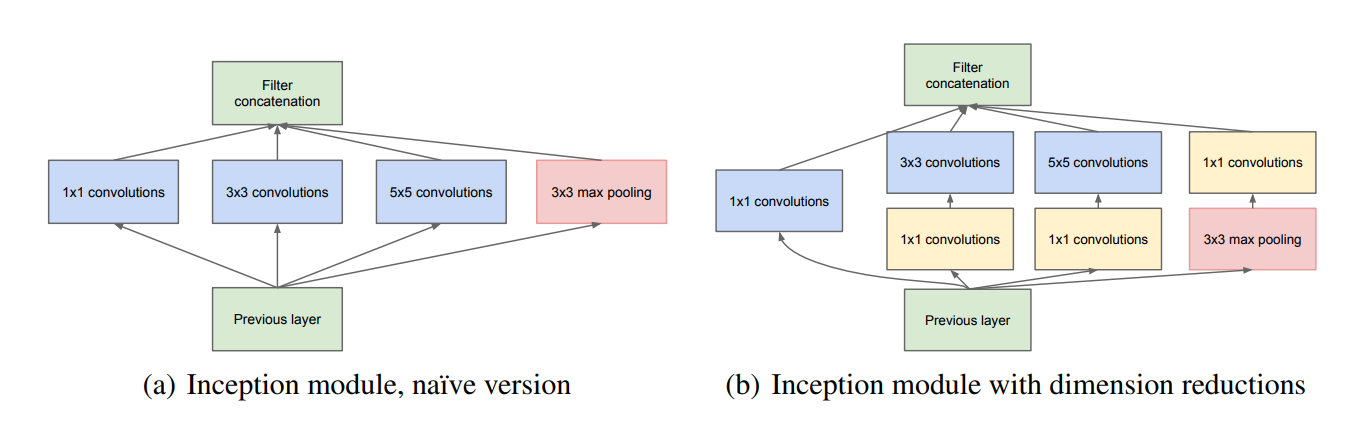 Filter
concatenation
1x1 convolutions
3x3 convolutions
5x5 convolutions
3x3 max pooling
Previous layer
(a) Inception module, naïve version
Filter
concatenation
3x3 convolutions
5x5 convolutions
1x1 convolutions
1x1 convolutions
1x1 convolutions
1x1 convolutions
3x3 max pooling
Previous layer
(b) Inception module with dimension reductions